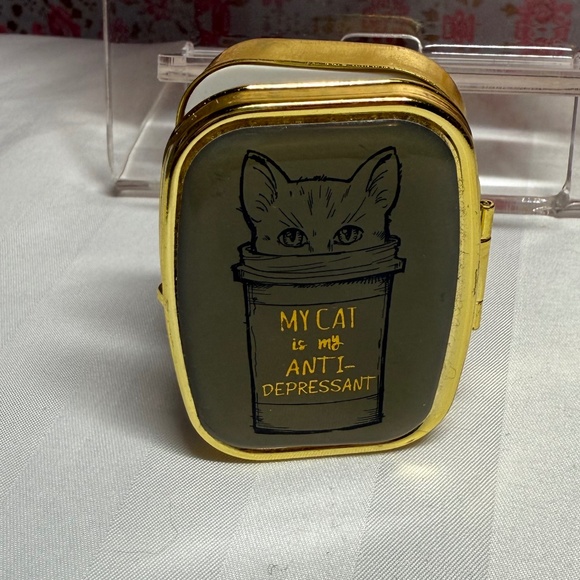 MY CAT
is my
ANTI-
DEPRESSANT